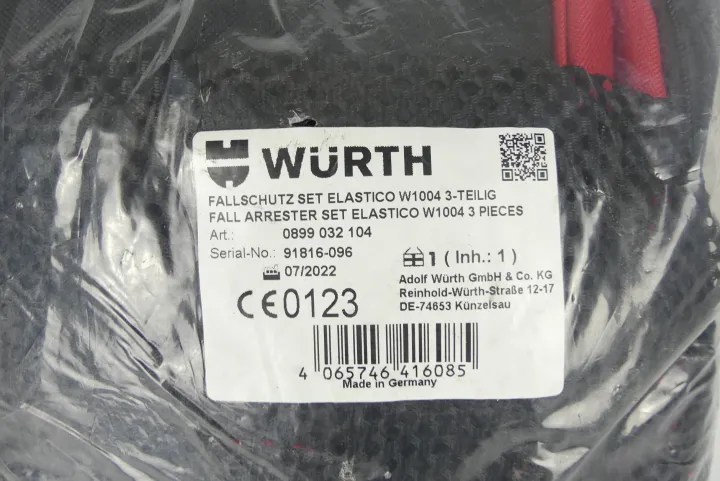 WÜRTH
FALLSCHUTZ SET ELASTICO W1004 3-TEILIG
FALL ARRESTER SET ELASTICO W1004 3 PIECES
Art.: 0899 032 104
Serial-No.: 91816-096
07/2022
1 ( Inh.: 1 )
Adolf Würth GmbH & Co. KG
Reinhold-Würth-Straße 12-17
DE-74653 Künzelsau
CE0123
4 065746 416085
Made in Germany